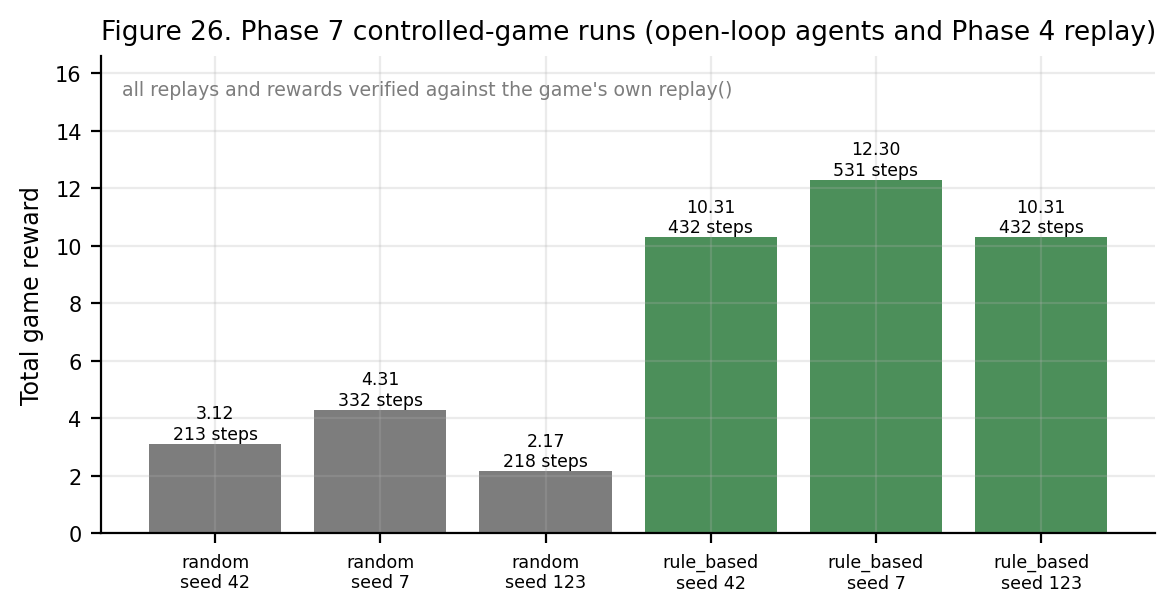 Figure 26. Phase 7 controlled-game runs (open-loop agents and Phase 4 replay)
all replays and rewards verified against the game's own replay()
Total game reward
16
14
12
10
8
6
4
2
0
3.12
213 steps
4.31
332 steps
2.17
218 steps
10.31
432 steps
12.30
531 steps
10.31
432 steps
random
seed 42
random
seed 7
random
seed 123
rule_based
seed 42
rule_based
seed 7
rule_based
seed 123